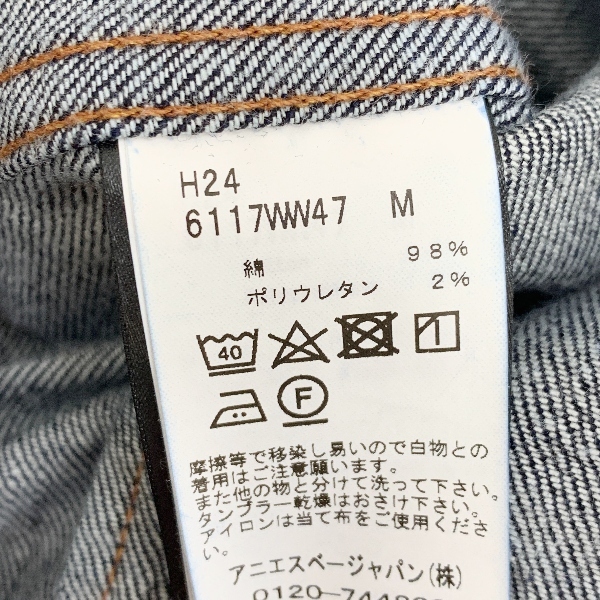 H24
6117WW47 M
綿 98%
ポリウレタン 2%
40
F
摩擦等で移染し易いので白物との
着用はご注意願います。
また他の物と分けて洗って下さい。
タンブラー乾燥はおさけ下さい。
アイロンは当て布をご使用くださ
い。
アニエスベージャパン(株)
0120-744